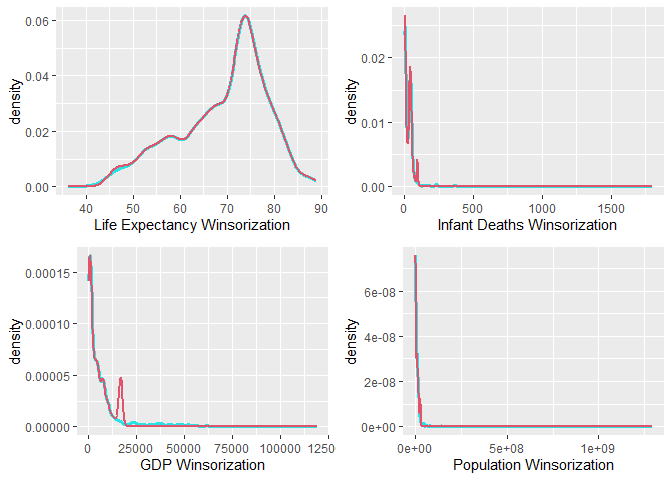 0.06
0.04
0.02
0.00
density
40 50 60 70 80 90
Life Expectancy Winsorization
0.02
0.01
0.00
density
0 500 1000 1500
Infant Deaths Winsorization
0.00015
0.00010
0.00005
0.00000
density
0 25000 50000 75000 100000 1250
GDP Winsorization
6e-08
4e-08
2e-08
0e+00
density
0e+00 5e+08 1e+09
Population Winsorization